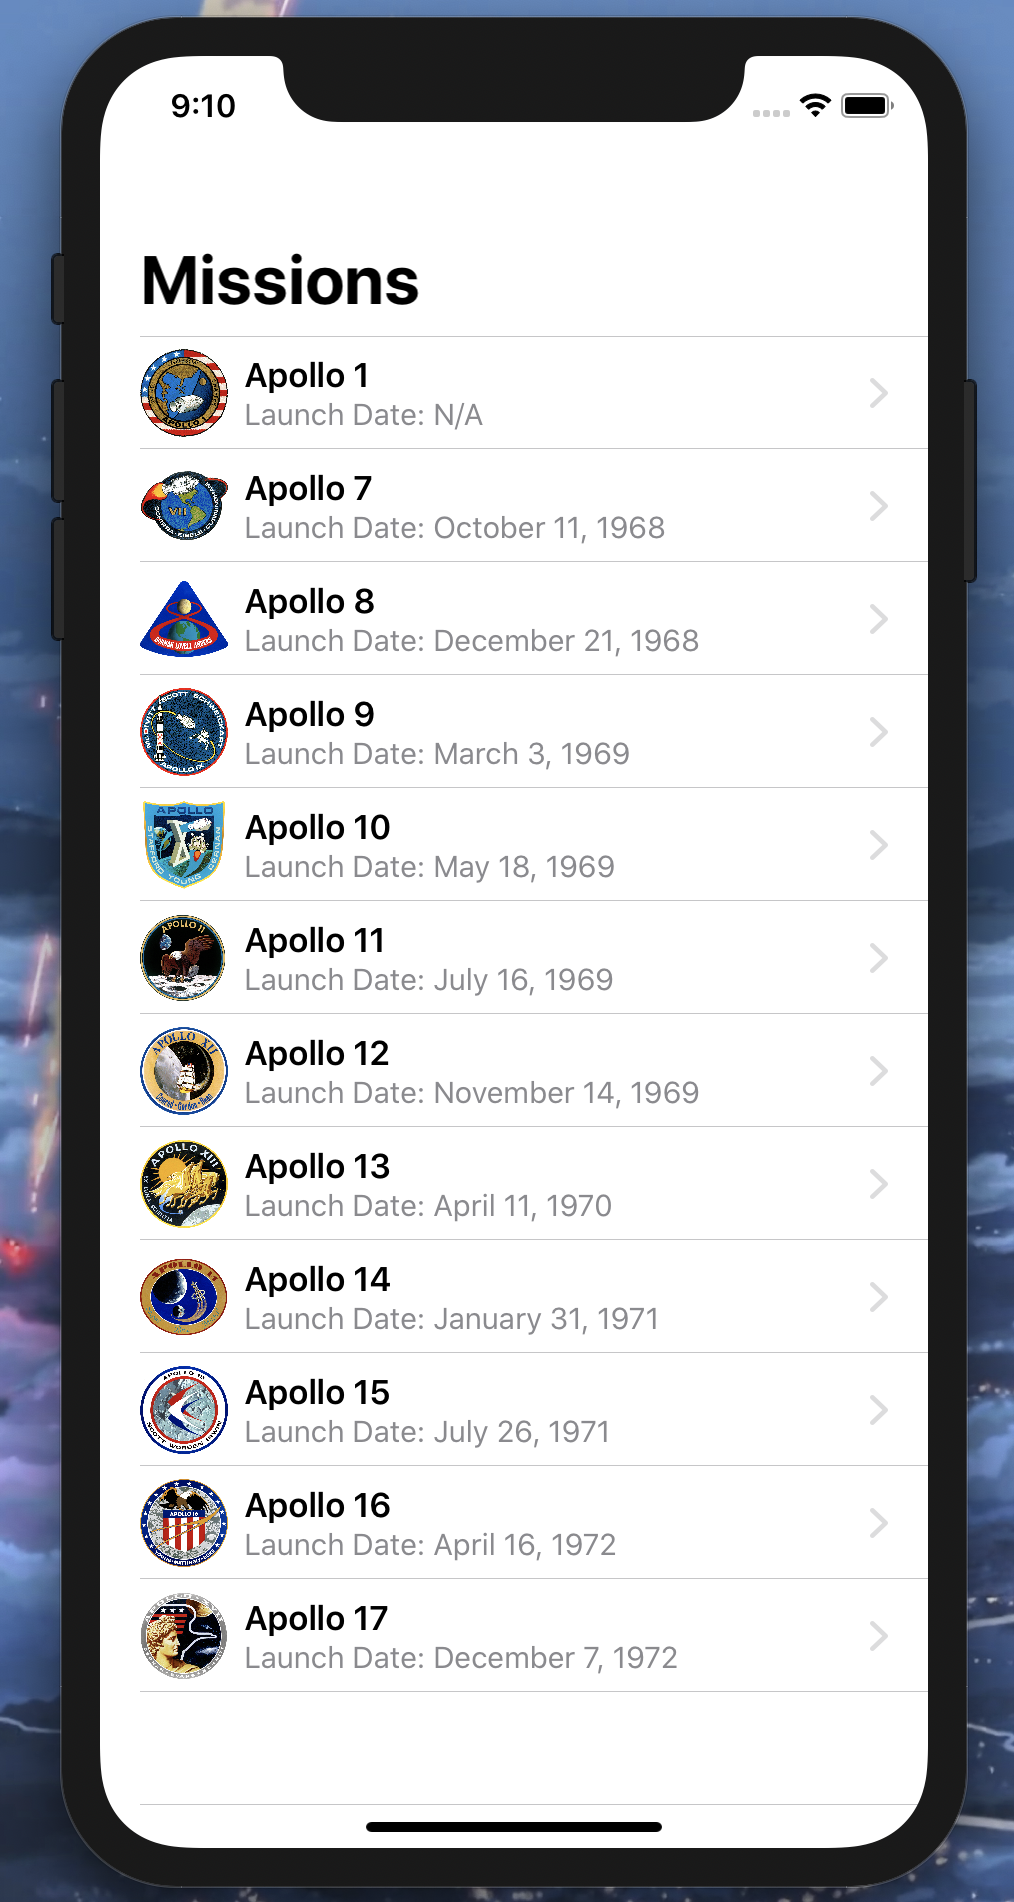 9:10
Missions
Apollo 1
Launch Date: N/A
Apollo 7
Launch Date: October 11, 1968
Apollo 8
Launch Date: December 21, 1968
Apollo 9
Launch Date: March 3, 1969
Apollo 10
Launch Date: May 18, 1969
Apollo 11
Launch Date: July 16, 1969
Apollo 12
Launch Date: November 14, 1969
Apollo 13
Launch Date: April 11, 1970
Apollo 14
Launch Date: January 31, 1971
Apollo 15
Launch Date: July 26, 1971
Apollo 16
Launch Date: April 16, 1972
Apollo 17
Launch Date: December 7, 1972